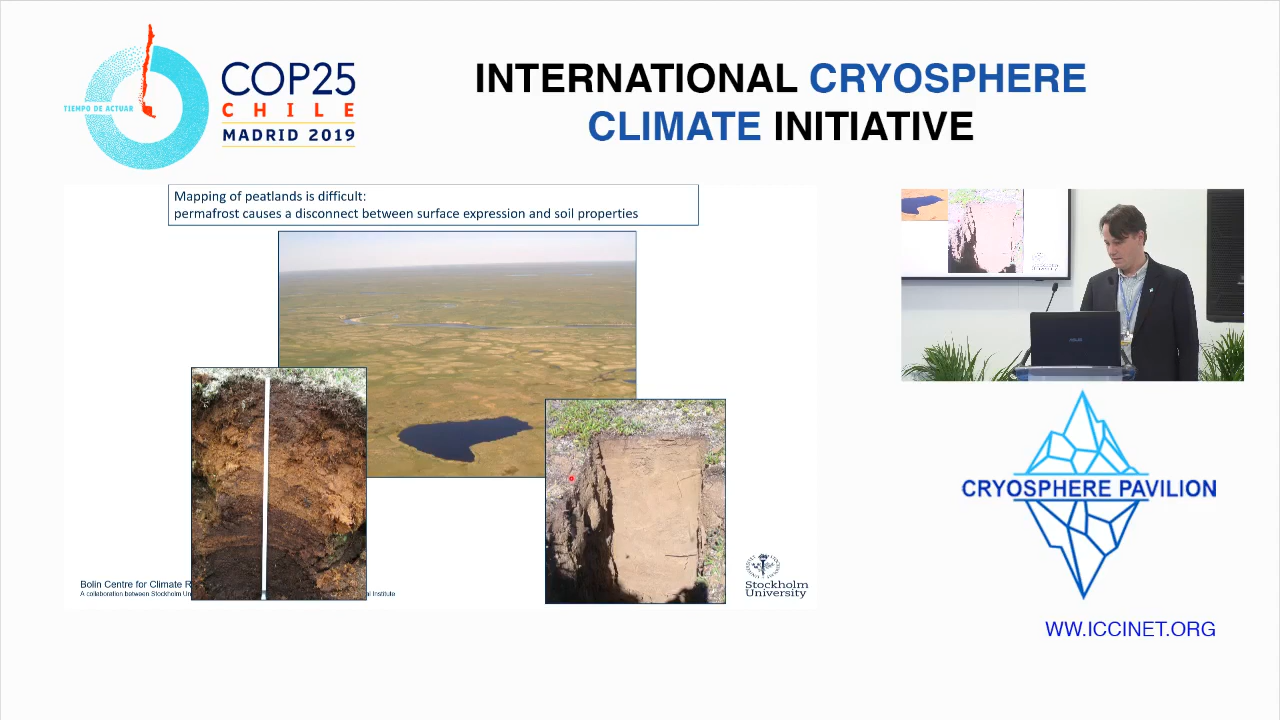 TIEMPO DE ACTUAR
COP25
CHILE
MADRID 2019
INTERNATIONAL CRYOSPHERE
CLIMATE INITIATIVE
Mapping of peatlands is difficult:
permafrost causes a disconnect between surface expression and soil properties
Bolin Centre for Climate R
A collaboration between Stockholm Un
al Institute
Stockholm
University
CRYOSPHERE PAVILION
WW.ICCINET.ORG